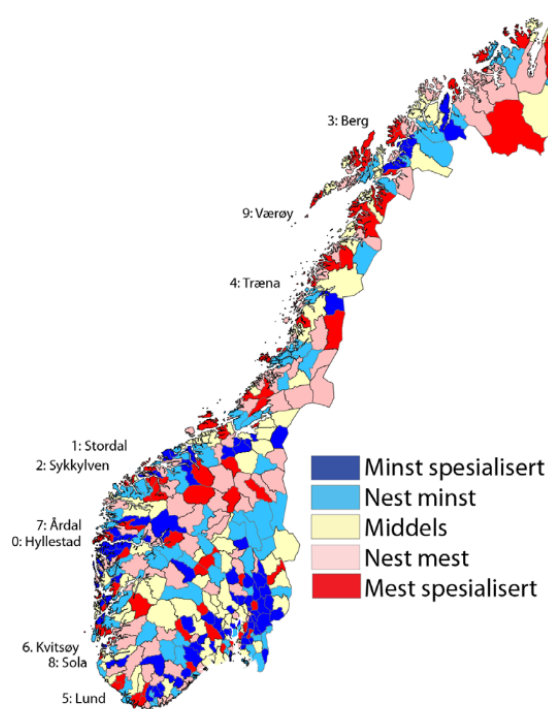 3: Berg
9: Værøy
4: Træna
1: Stordal
2: Sykkylven
7: Årdal
0: Hyllestad
6. Kvitsøy
8: Sola
5: Lund
Minst spesialisert
Nest minst
Middels
Nest mest
Mest spesialisert